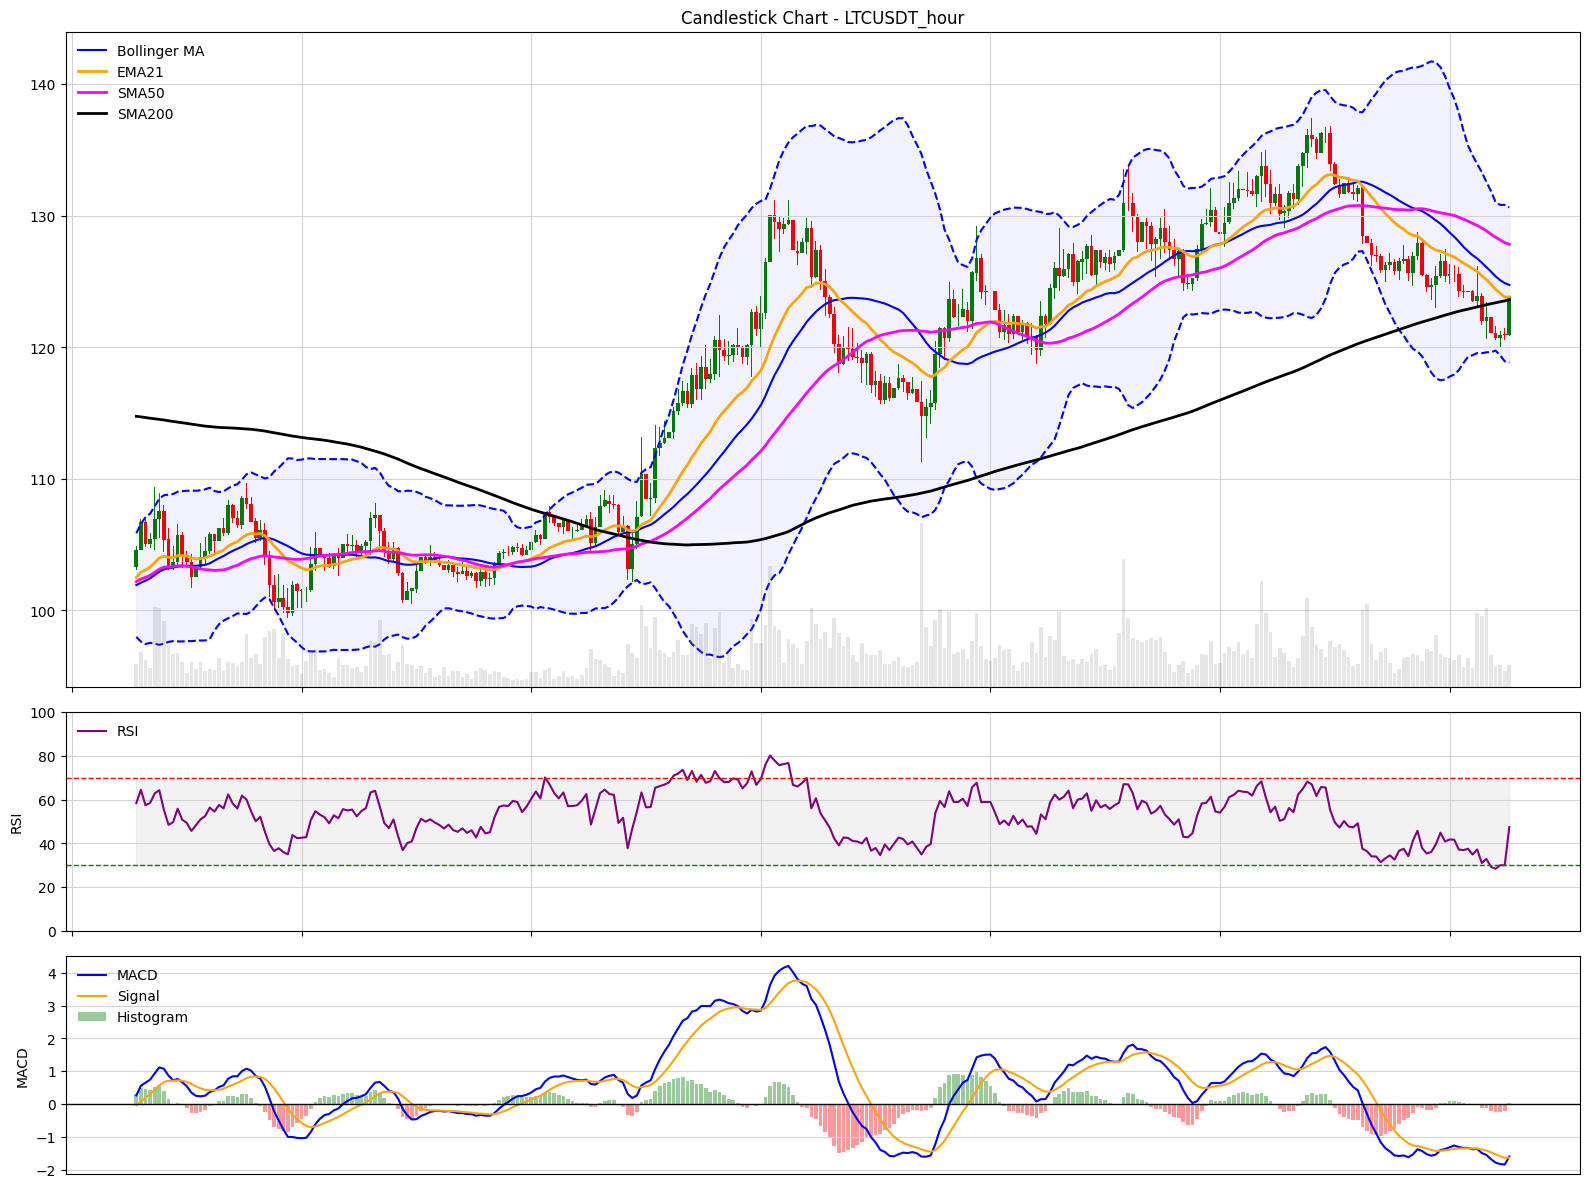 Candlestick Chart - LTCUSDT_hour
Bollinger MA
EMA21
SMA50
SMA200
140
130
120
110
100
RSI
100
80
60
40
20
0
RSI
MACD
Signal
Histogram
4
3
2
1
0
−1
−2
MACD